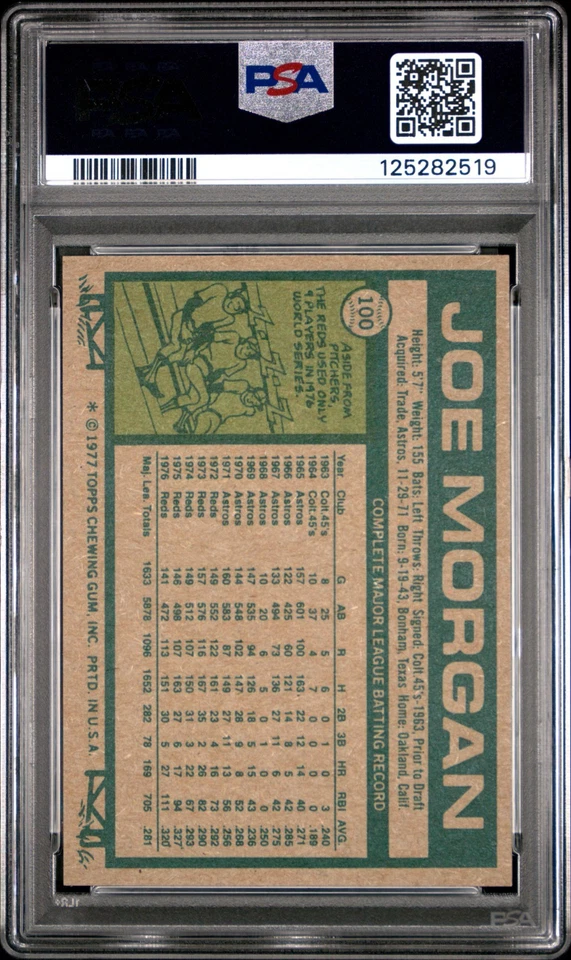 PSA
125282519
JOE MORGAN
Height: 5'7" Weight: 155 Bats: Left Throws: Right Signed: Colt.45's-1963, Prior to Draft
Acquired: Trade, Astros, 11-29-71 Born: 9-19-43, Bonham, Texas Home: Oakland, Calif.
100
ASIDE FROM
PITCHERS,
THE REDS USED ONLY
9 PLAYERS IN 1976
WORLD SERIES.
Z-Z-Z-Z
COMPLETE MAJOR LEAGUE BATTING RECORD
Year Club G AB R H 2B 3B HR RBI AVG.
1963 Colt.45's 8 25 5 6 0 1 0 3 .240
1964 Colt.45's 10 37 4 7 0 0 0 0 .189
1965 Astros 157 601 100 163 22 12 14 40 .271
1966 Astros 122 425 60 121 14 8 5 42 .285
1967 Astros 133 494 73 136 27 11 6 42 .275
1968 Astros 10 20 6 5 0 1 0 0 .250
1969 Astros 147 535 94 126 18 5 15 43 .236
1970 Astros 144 548 102 147 28 9 8 52 .268
1971 Astros 160 583 87 149 27 11 13 56 .256
1972 Reds 149 552 122 161 23 4 16 73 .292
1973 Reds 157 576 116 167 35 2 26 82 .290
1974 Reds 149 512 107 150 31 3 22 67 .293
1975 Reds 146 498 107 163 27 6 17 94 .327
1976 Reds 141 472 113 151 30 5 27 111 .320
Maj. Lea. Totals 1633 5878 1096 1652 282 78 169 705 .281
* © 1977 TOPPS CHEWING GUM, INC. PRTD. IN U.S.A.
PSA